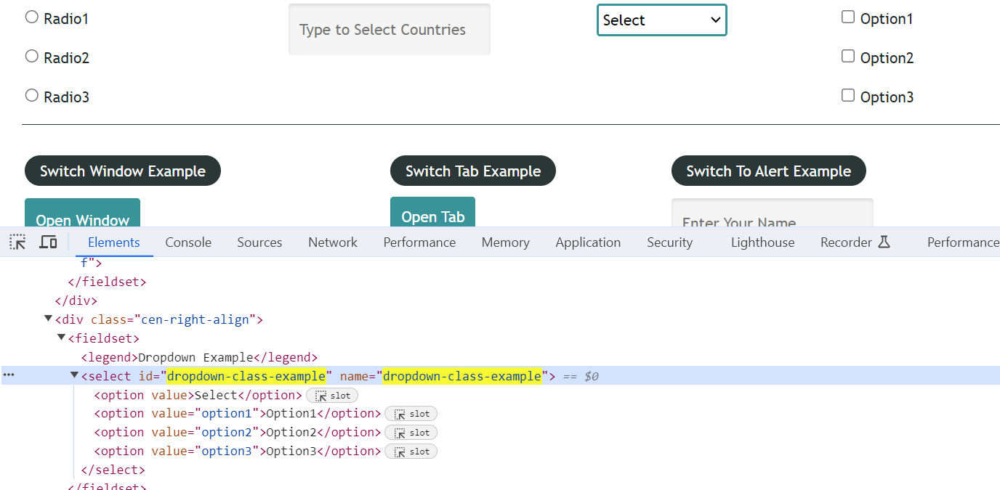 Radio1 Type to Select Countries Select Option1
Radio2 Option2
Radio3 Option3
Switch Window Example Switch Tab Example Switch To Alert Example
Open Window Open Tab Enter Your Name
Elements Console Sources Network Performance Memory Application Security Lighthouse Recorder Performance
f">
</fieldset>
</div>
<div class="cen-right-align">
<fieldset>
<legend>Dropdown Example</legend>
<select id="dropdown-class-example" name="dropdown-class-example"> == $0
<option value>Select</option> slot
<option value="option1">Option1</option> slot
<option value="option2">Option2</option> slot
<option value="option3">Option3</option> slot
</select>
</fieldset>